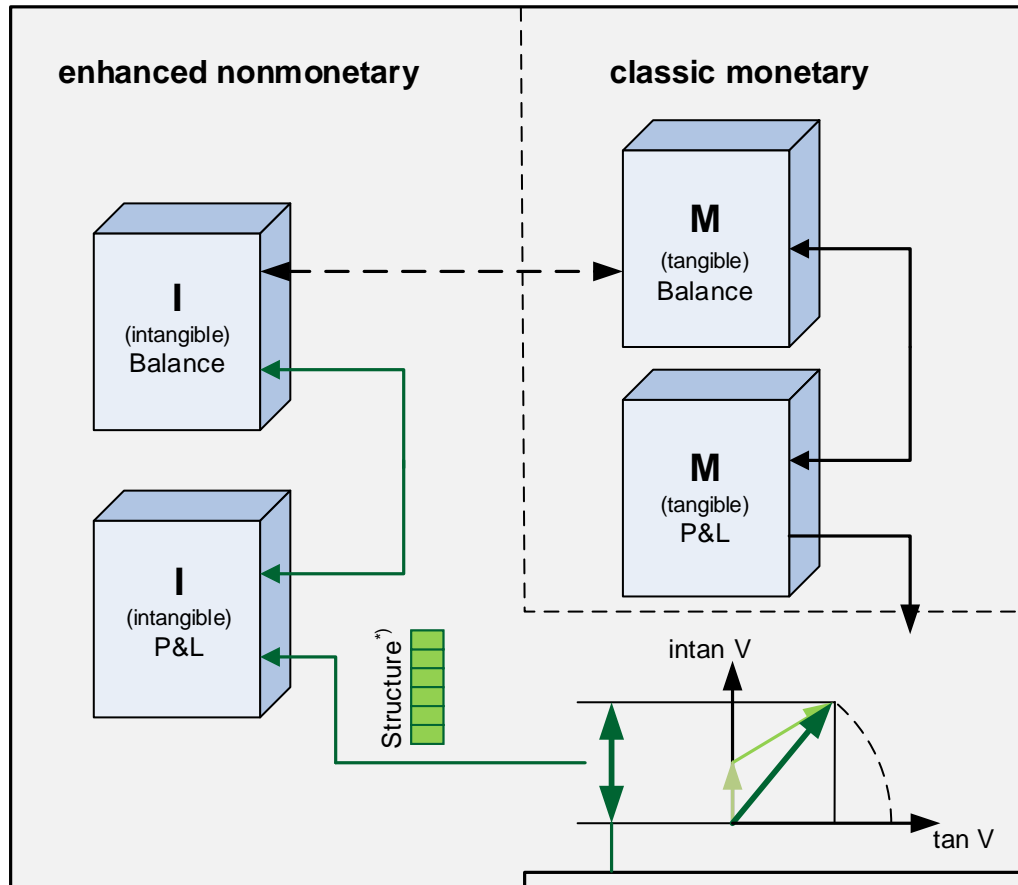 enhanced nonmonetary
classic monetary
M
(tangible)
Balance
I
(intangible)
Balance
M
(tangible)
P&L
I
(intangible)
P&L
Structure*)
intan V
tan V